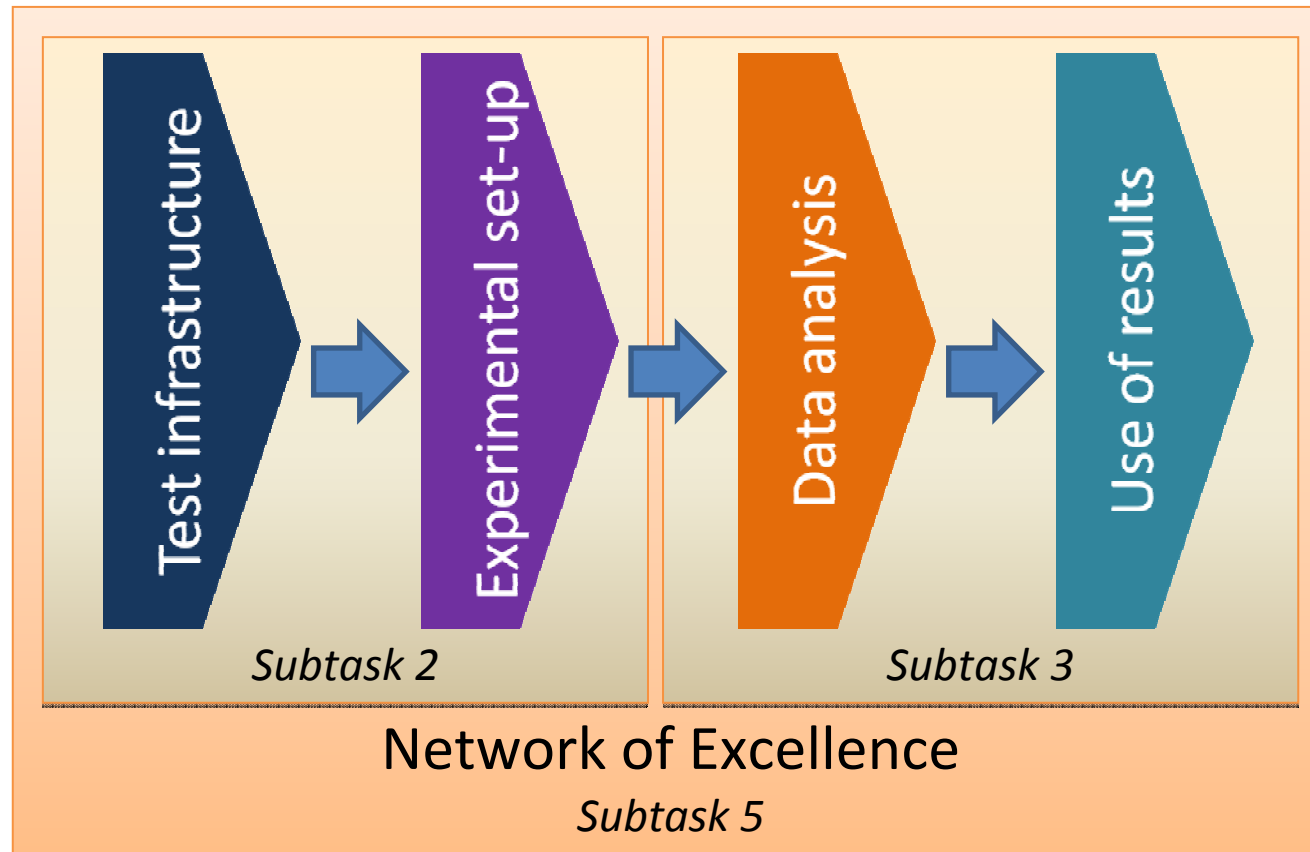 Test infrastructure
Experimental set-up
Data analysis
Use of results
Subtask 2
Subtask 3
Network of Excellence
Subtask 5